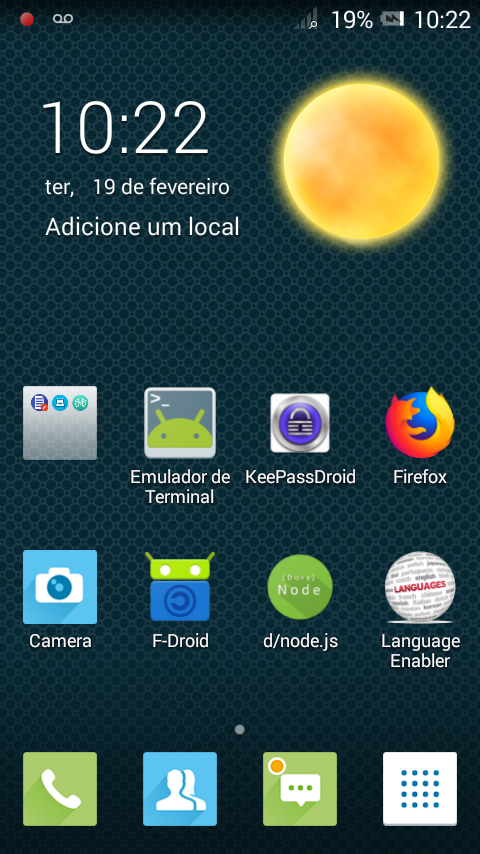 19% 10:22
10:22
ter, 19 de fevereiro
Adicione um local
>_
Emulador de
Terminal
KeePassDroid
Firefox
[Dory]
Node
LANGUAGES
english
Camera
F-Droid
d/node.js
Language
Enabler